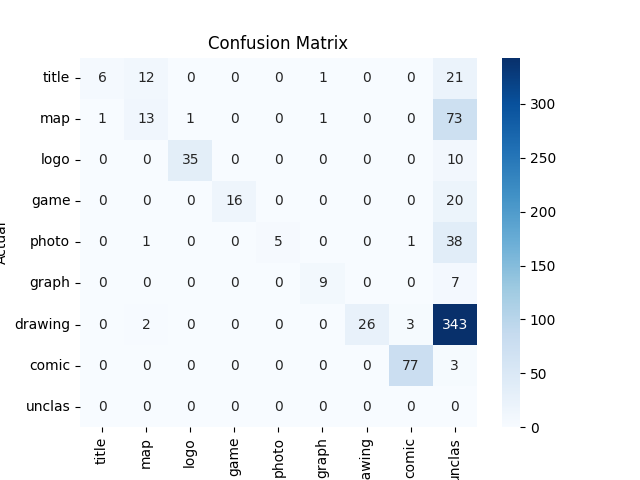 Confusion Matrix
title 6 12 0 0 0 1 0 0 21
map 1 13 1 0 0 1 0 0 73
logo 0 0 35 0 0 0 0 0 10
game 0 0 0 16 0 0 0 0 20
photo 0 1 0 0 5 0 0 1 38
graph 0 0 0 0 0 9 0 0 7
drawing 0 2 0 0 0 0 26 3 343
comic 0 0 0 0 0 0 0 77 3
unclas 0 0 0 0 0 0 0 0 0
title map logo game photo graph awing comic nclas
Actual
300
250
200
150
100
50
0